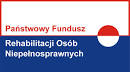 Państwowy Fundusz
Rehabilitacji Osób
Niepełnosprawnych